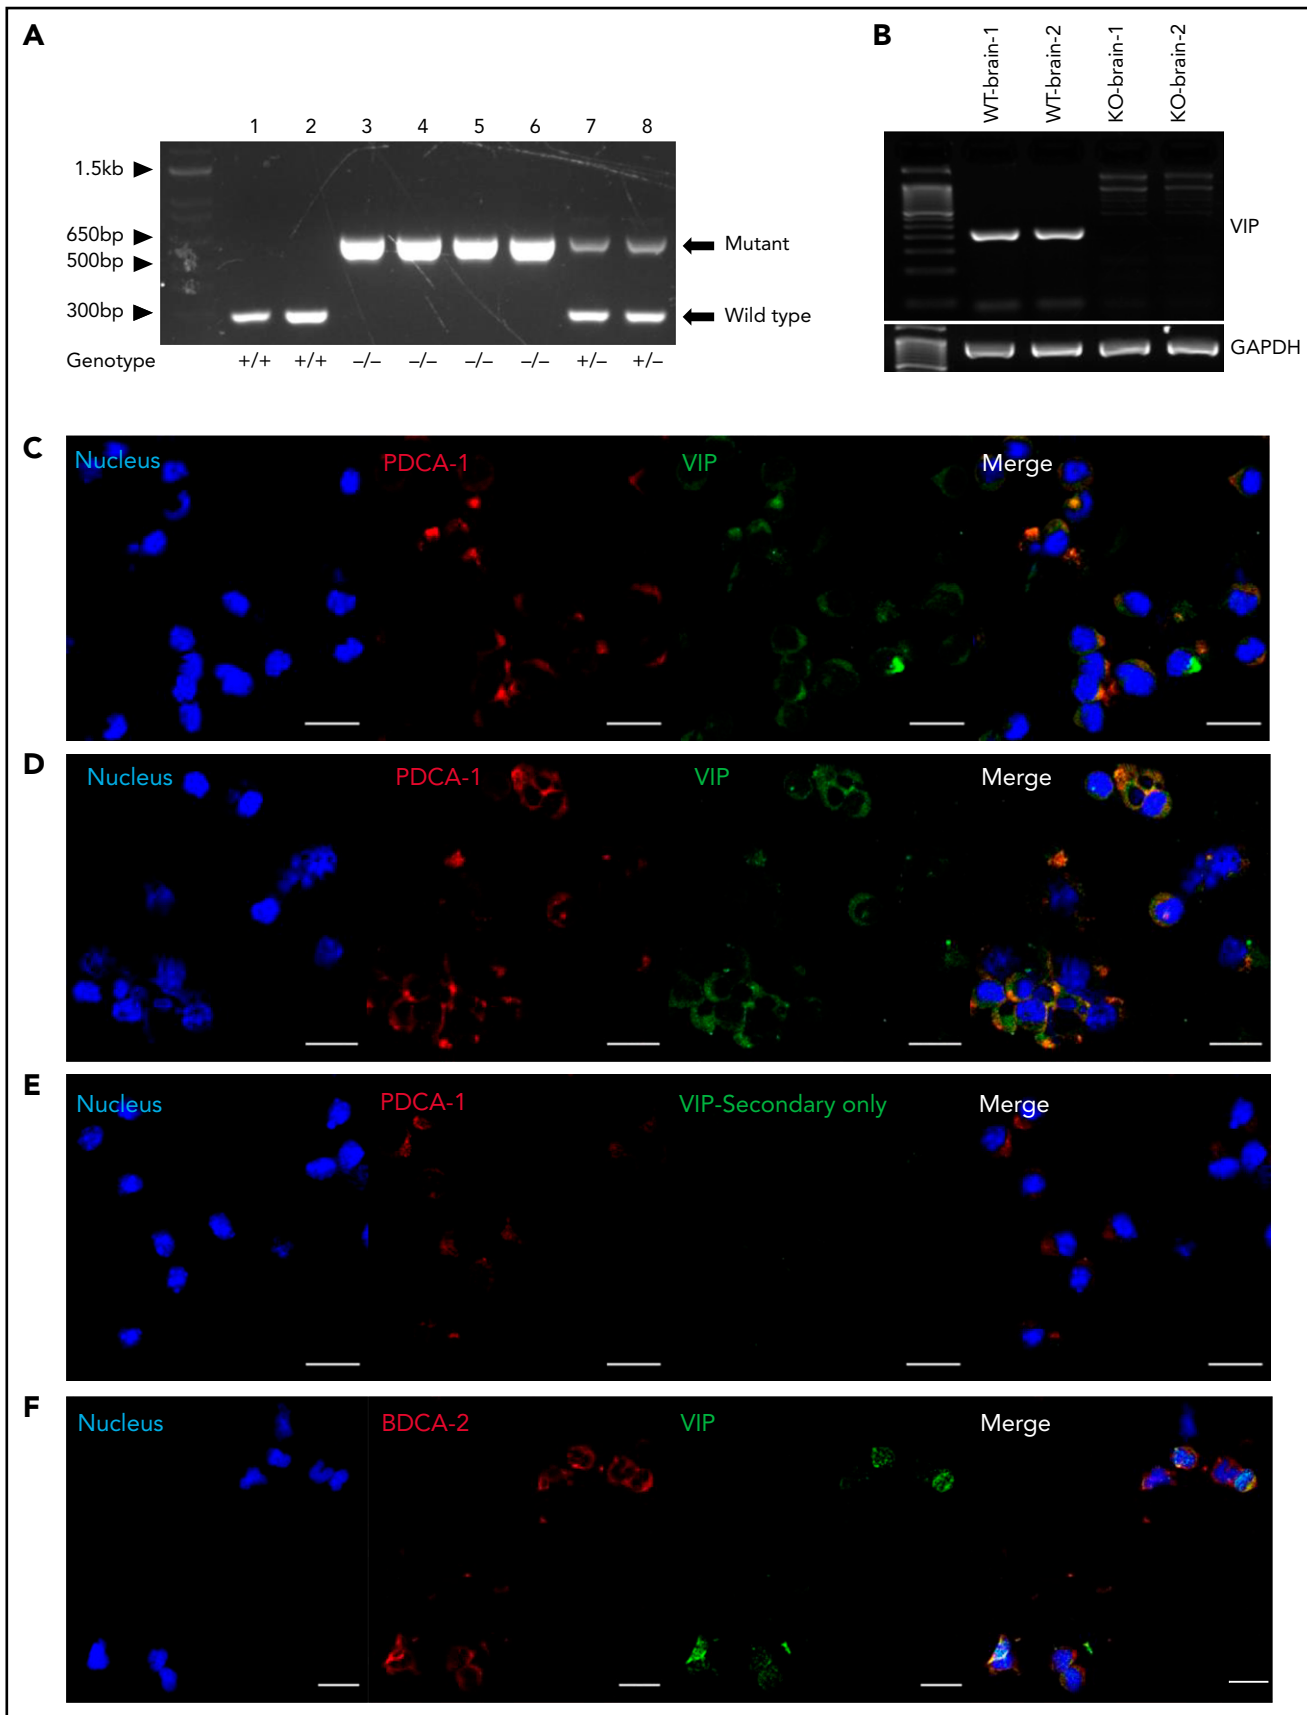 A
1 2 3 4 5 6 7 8
1.5kb
650bp
500bp
300bp
Mutant
Wild type
Genotype +/+ +/+ –/– –/– –/– –/– +/– +/–
B
WT-brain-1
WT-brain-2
KO-brain-1
KO-brain-2
VIP
GAPDH
C
Nucleus PDCA-1 VIP Merge
D
Nucleus PDCA-1 VIP Merge
E
Nucleus PDCA-1 VIP-Secondary only Merge
F
Nucleus BDCA-2 VIP Merge